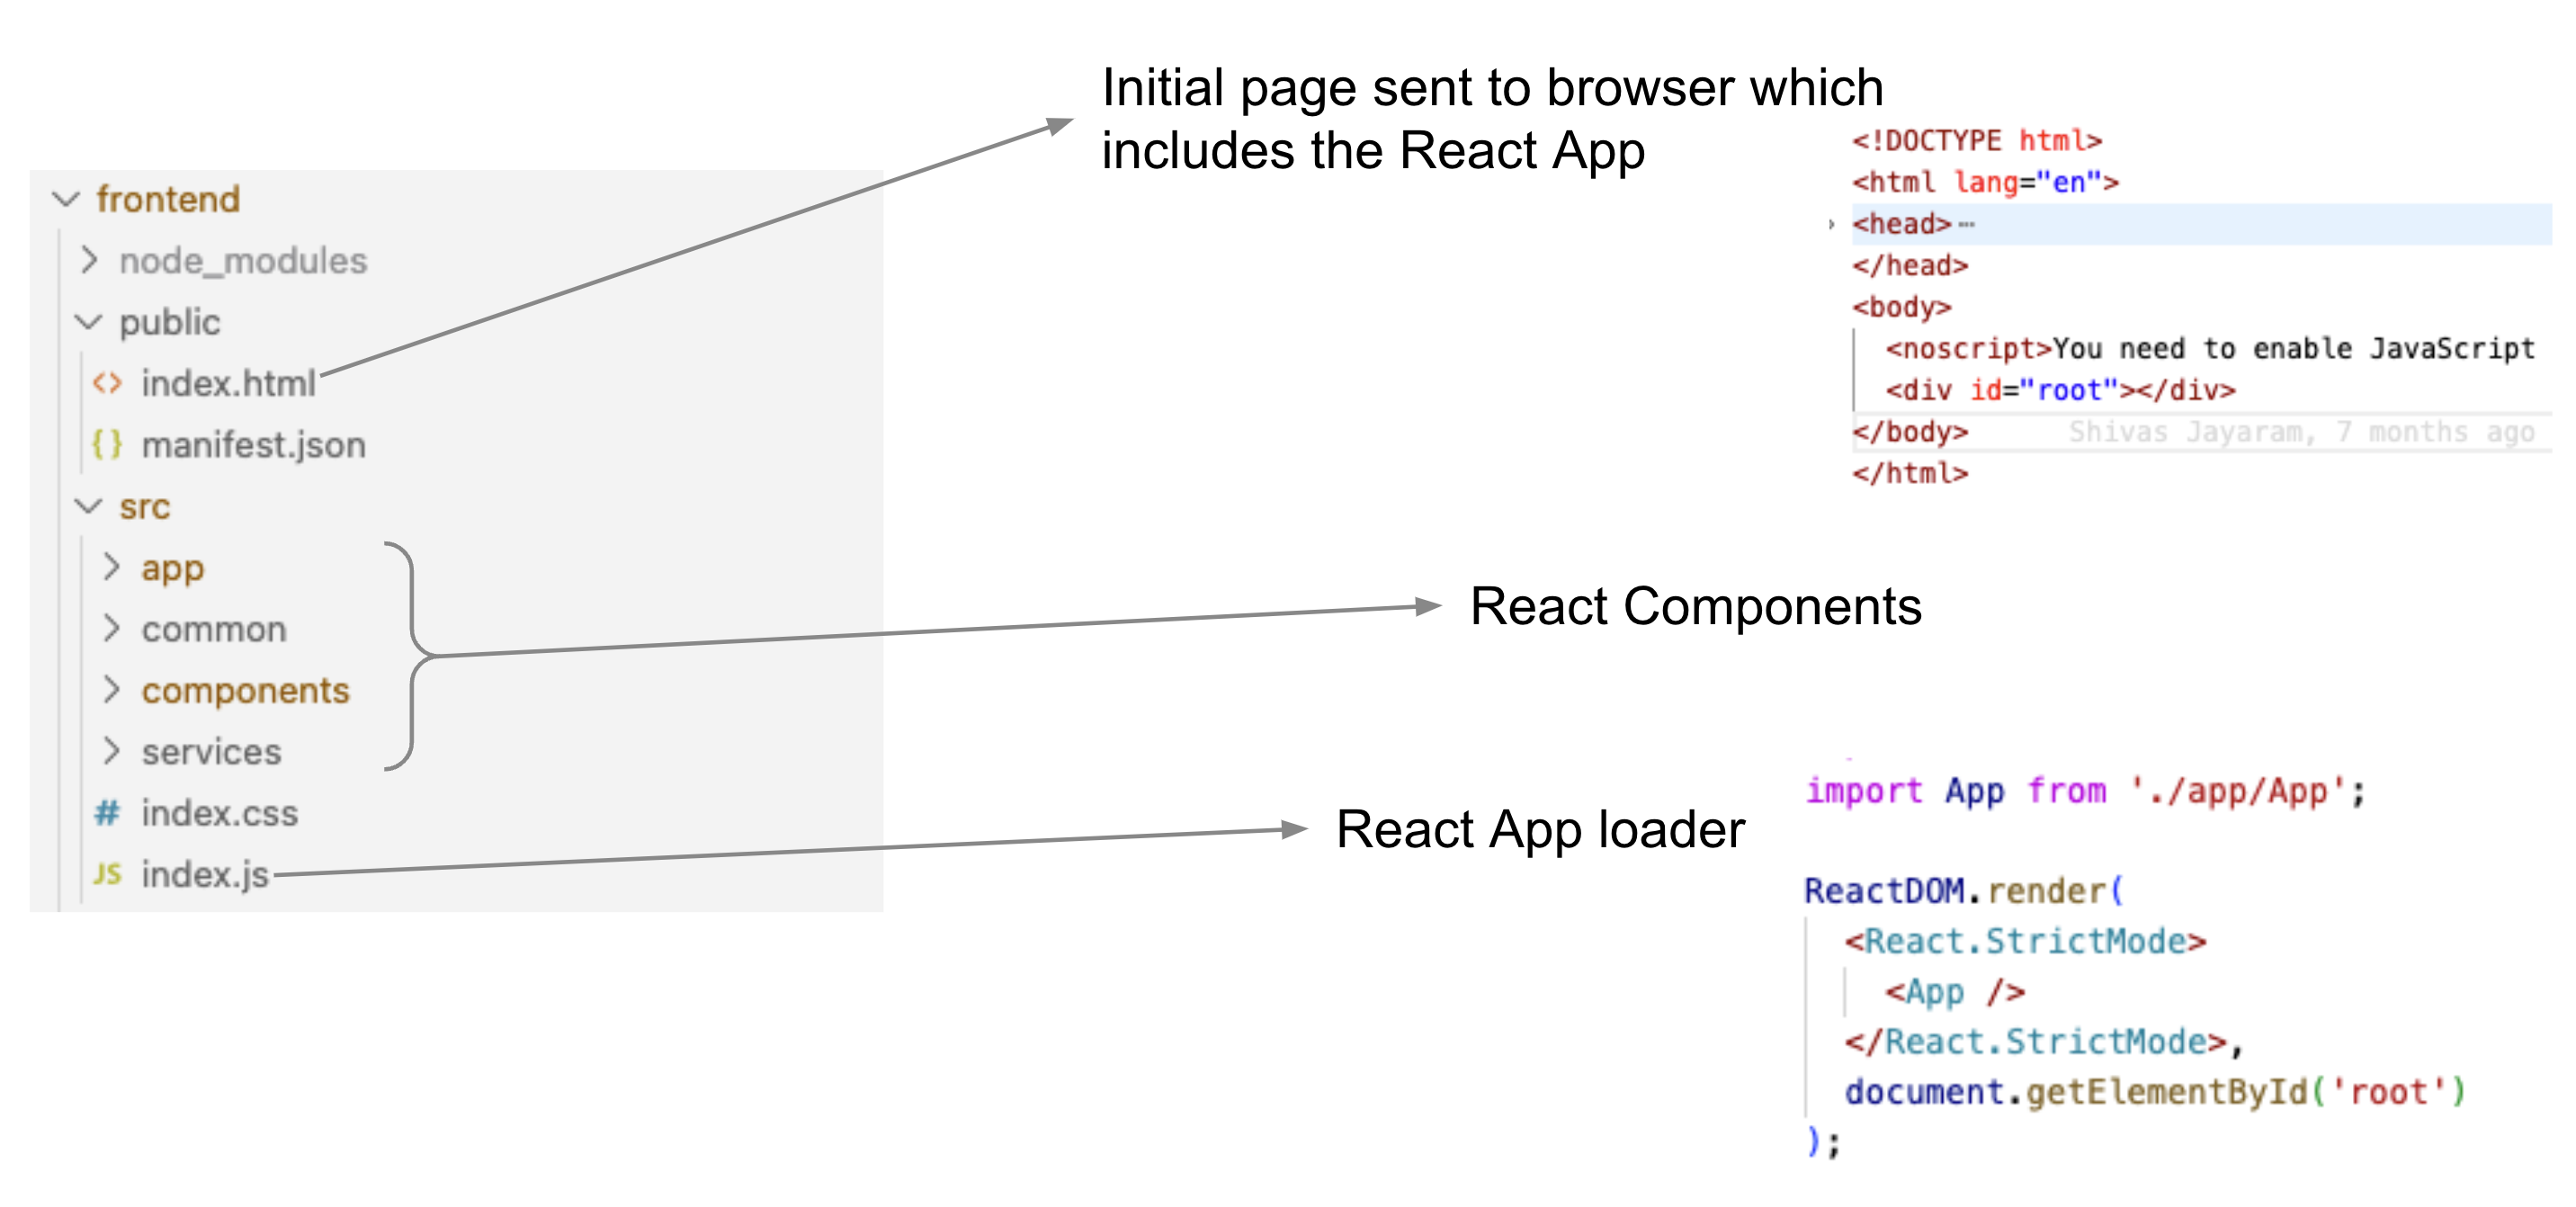 Initial page sent to browser which
includes the React App
frontend
node_modules
public
index.html
manifest.json
src
app
common
components
services
index.css
index.js
<!DOCTYPE html>
<html lang="en">
<head>
</head>
<body>
<noscript>You need to enable JavaScript
<div id="root"></div>
</body> Shivas Jayaram, 7 months ago
</html>
React Components
React App loader
import App from './app/App';
ReactDOM.render(
<React.StrictMode>
<App />
</React.StrictMode>,
document.getElementById('root')
);